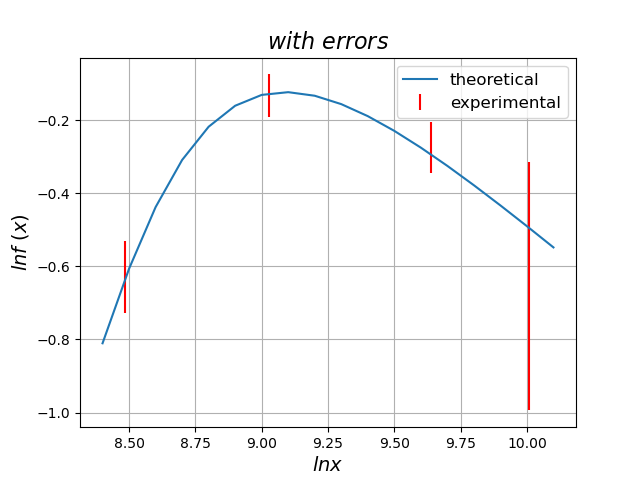 with errors
theoretical
experimental
−0.2
−0.4
−0.6
−0.8
−1.0
lnf (x)
8.50 8.75 9.00 9.25 9.50 9.75 10.00
lnx